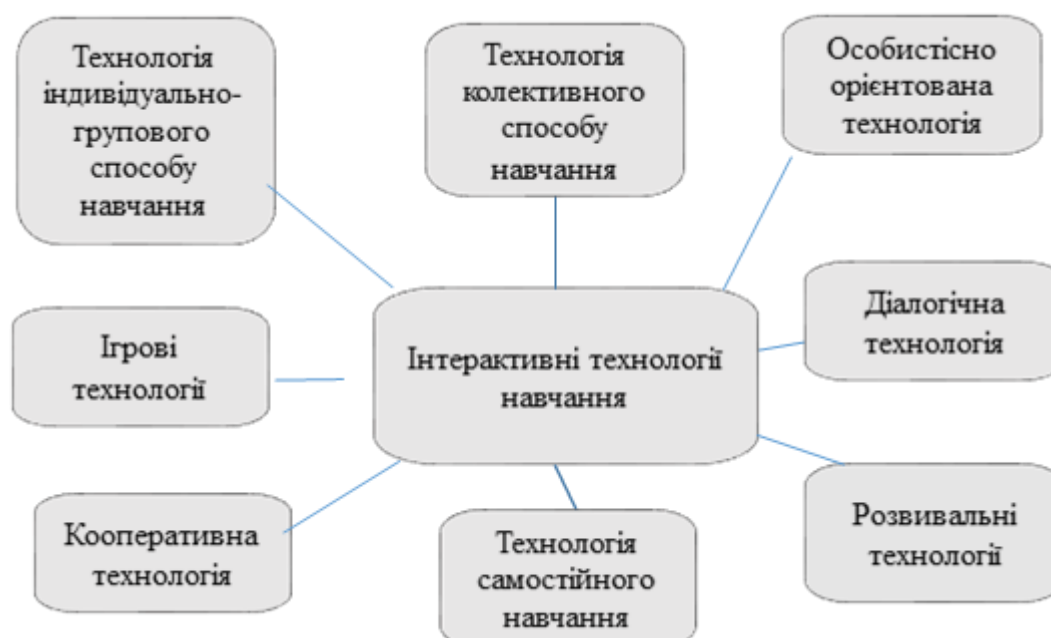 Технологія
індивідуально-
групового
способу
навчання
Технологія
колективного
способу
навчання
Особистісно
орієнтована
технологія
Ігрові
технології
Інтерактивні технології
навчання
Діалогічна
технологія
Кооперативна
технологія
Технологія
самостійного
навчання
Розвивальні
технології